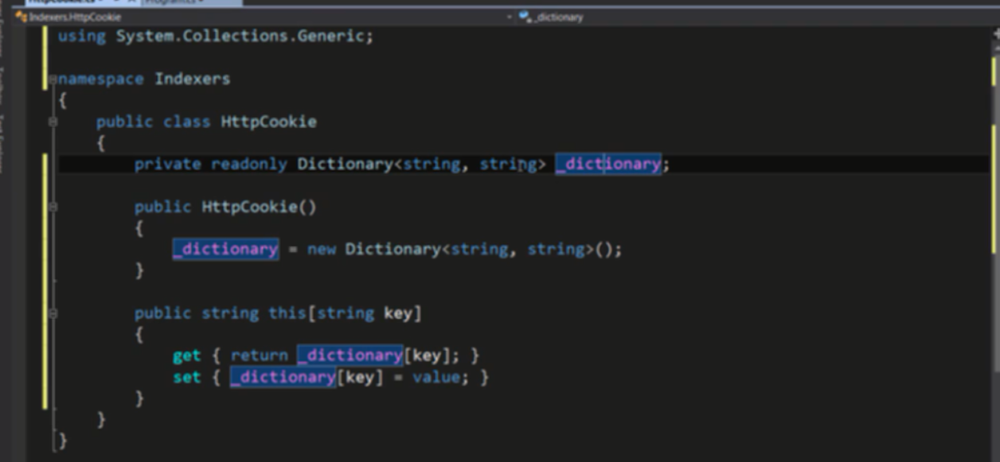 Indexers.HttpCookie
_dictionary
using System.Collections.Generic;
namespace Indexers
{
public class HttpCookie
{
private readonly Dictionary<string, string> _dictionary;
public HttpCookie()
{
_dictionary = new Dictionary<string, string>();
}
public string this[string key]
{
get { return _dictionary[key]; }
set { _dictionary[key] = value; }
}
}
}